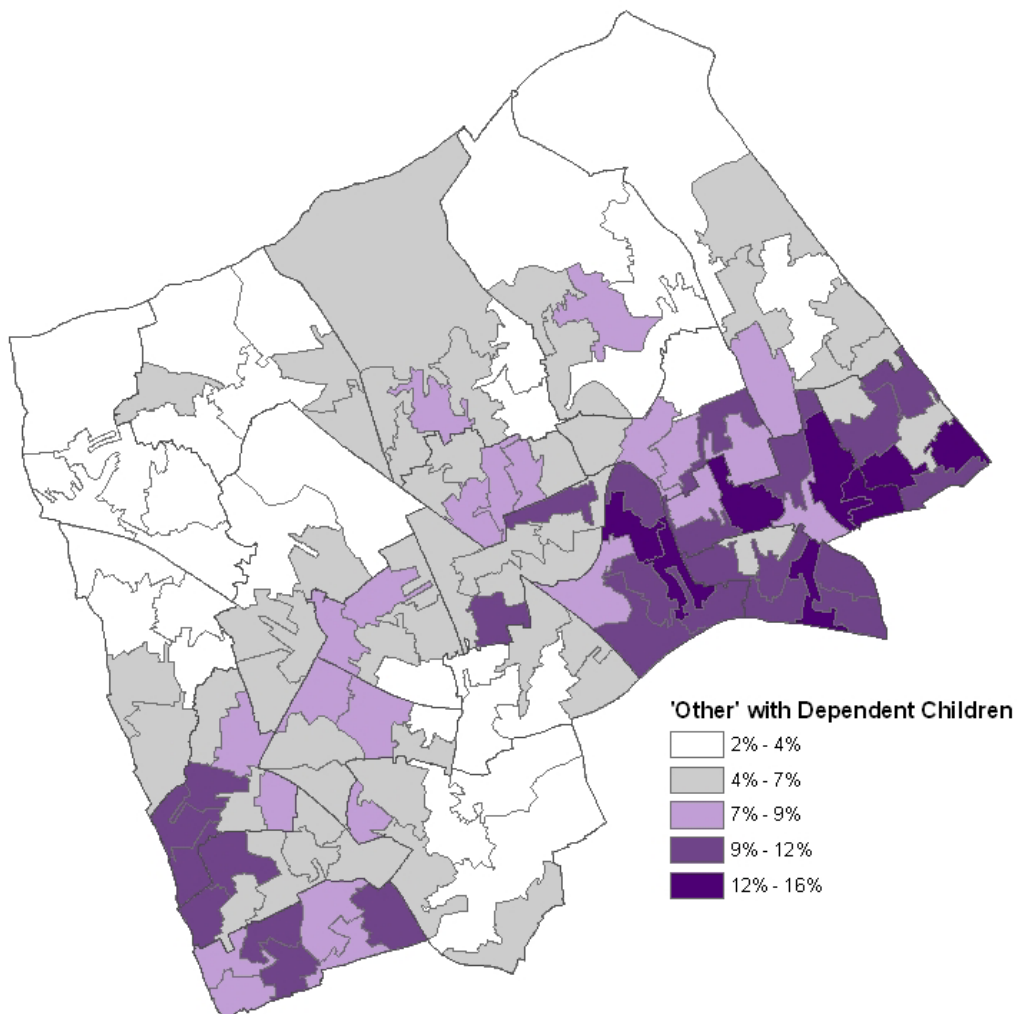 'Other' with Dependent Children
2% - 4%
4% - 7%
7% - 9%
9% - 12%
12% - 16%